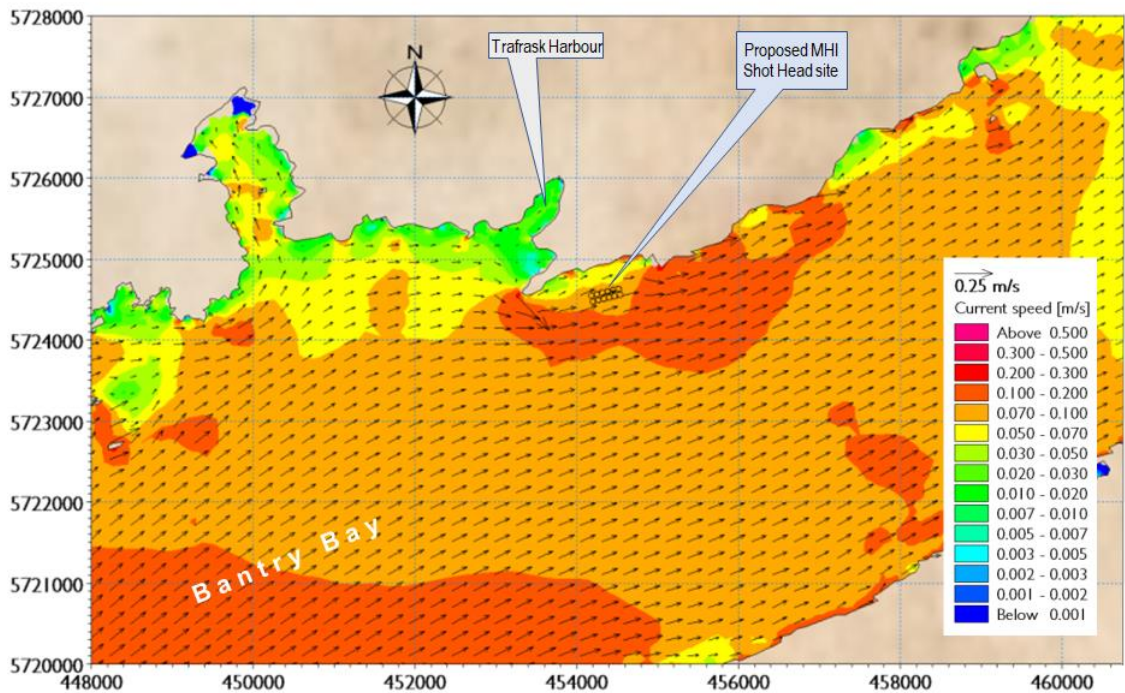 5728000
5727000
5726000
5725000
5724000
5723000
5722000
5721000
5720000
448000
450000
452000
454000
456000
458000
460000
N
Trafrask Harbour
Proposed MHI
Shot Head site
Bantry Bay
0.25 m/s
Current speed [m/s]
Above 0.500
0.300 - 0.500
0.200 - 0.300
0.100 - 0.200
0.070 - 0.100
0.050 - 0.070
0.030 - 0.050
0.020 - 0.030
0.010 - 0.020
0.007 - 0.010
0.005 - 0.007
0.003 - 0.005
0.002 - 0.003
0.001 - 0.002
Below 0.001